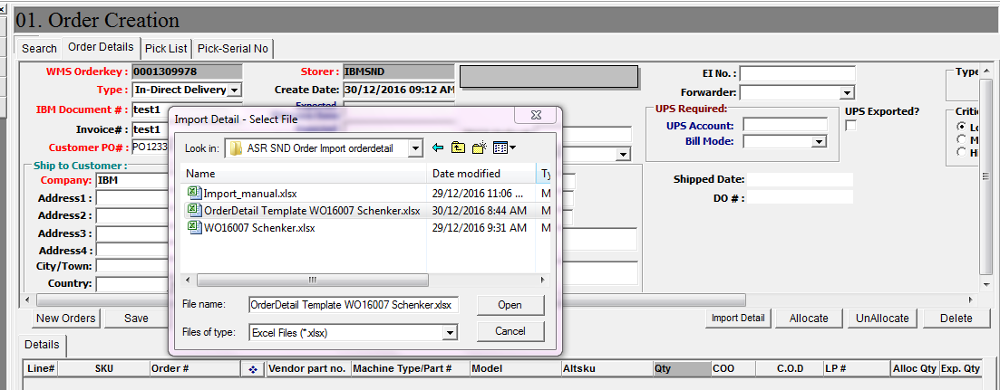 01. Order Creation
Search Order Details Pick List Pick-Serial No
WMS Orderkey : 0001309978 Storer : IBMSND EI No. : Type
Type : In-Direct Delivery Create Date: 30/12/2016 09:12 AM Forwarder:
IBM Document # : test1 Expected UPS Required: UPS Exported? Critic
Invoice# : test1 UPS Account: Lo
Customer PO# : PO1233 Bill Mode: M
Hi
Ship to Customer :
Company: IBM Shipped Date:
Address1 : DO # :
Address2 :
Address3 :
Address4 :
City/Town:
Country:
Import Detail - Select File
Look in: ASR SND Order Import orderdetail
Name Date modified Ty
Import_manual.xlsx 29/12/2016 11:06 ... M
OrderDetail Template WO16007 Schenker.xlsx 30/12/2016 8:44 AM M
WO16007 Schenker.xlsx 29/12/2016 9:31 AM M
File name: OrderDetail Template WO16007 Schenker.xlsx Open
Files of type: Excel Files (*.xlsx) Cancel
New Orders Save Import Detail Allocate UnAllocate Delete
Details
Line# SKU Order # Vendor part no. Machine Type/Part # Model Altsku Qty COO C.O.D LP # Alloc Qty Exp. Qty